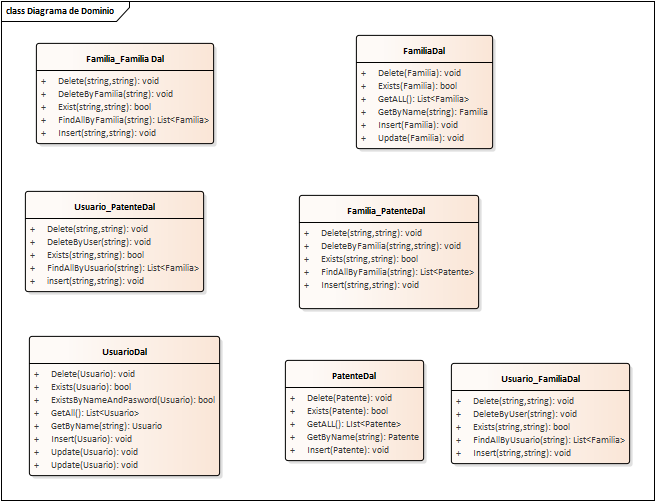 class Diagrama de Dominio
Familia_Familia Dal
+ Delete(string,string): void
+ DeleteByFamilia(string): void
+ Exist(string,string): bool
+ FindAllByFamilia(string): List<Familia>
+ Insert(string,string): void
FamiliaDal
+ Delete(Familia): void
+ Exists(Familia): bool
+ GetALL(): List<Familia>
+ GetByName(string): Familia
+ Insert(Familia): void
+ Update(Familia): void
Usuario_PatenteDal
+ Delete(string,string): void
+ DeleteByUser(string): void
+ Exists(string,string): bool
+ FindAllByUsuario(string): List<Familia>
+ insert(string,string): void
Familia_PatenteDal
+ Delete(string,string): void
+ DeleteByFamilia(string,string): void
+ Exists(string,string): bool
+ FindAllByFamilia(string): List<Patente>
+ Insert(string,string): void
UsuarioDal
+ Delete(Usuario): void
+ Exists(Usuario): bool
+ ExistsByNameAndPasword(Usuario): bool
+ GetAll(): List<Usuario>
+ GetByName(string): Usuario
+ Insert(Usuario): void
+ Update(Usuario): void
+ Update(Usuario): void
PatenteDal
+ Delete(Patente): void
+ Exists(Patente): bool
+ GetALL(): LIst<Patente>
+ GetByName(string): Patente
+ Insert(Patente): void
Usuario_FamiliaDal
+ Delete(string,string): void
+ DeleteByUser(string): void
+ Exists(string,string): bool
+ FindAllByUsuario(string): List<Familia>
+ Insert(string,string): void